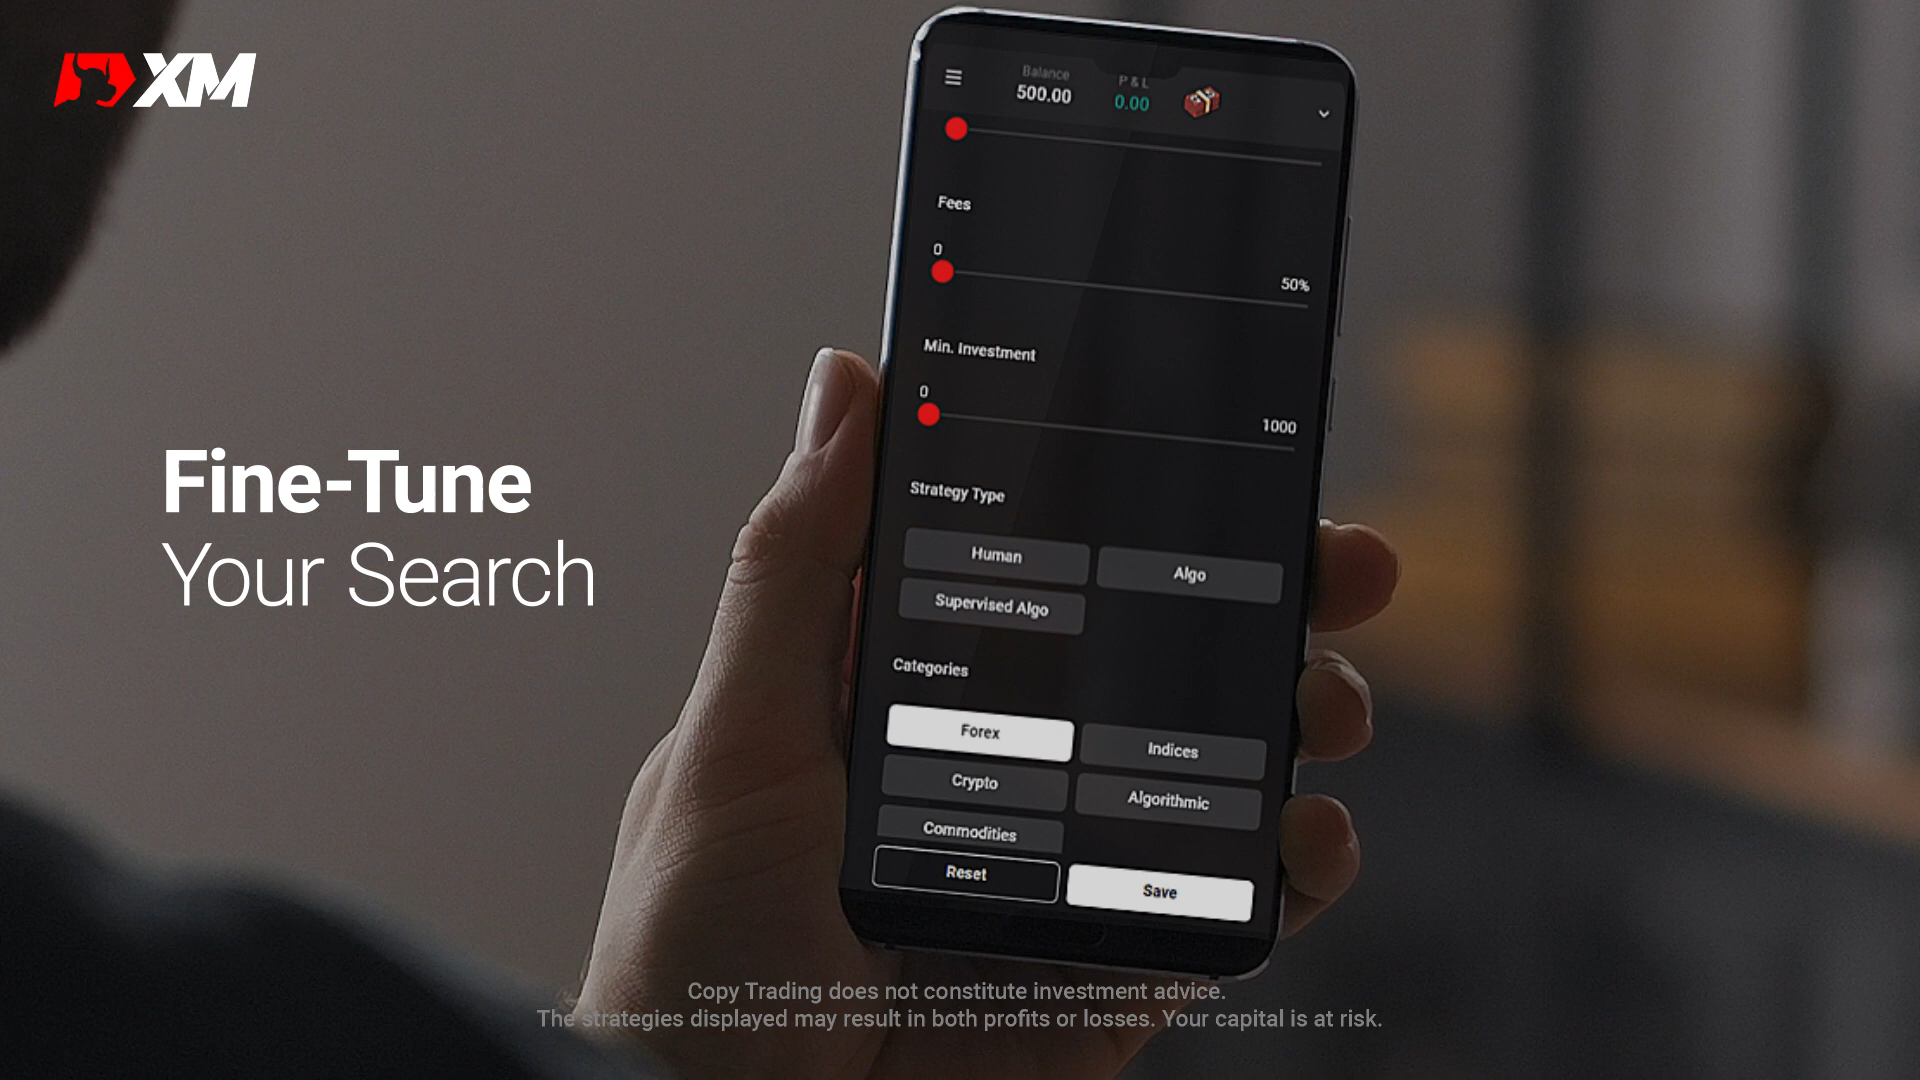 XM
Balance
500.00
P & L
0.00
Fees
0
50%
Min. Investment
0
1000
Strategy Type
Human
Algo
Supervised Algo
Categories
Forex
Indices
Crypto
Algorithmic
Commodities
Reset
Save
Fine-Tune
Your Search
Copy Trading does not constitute investment advice.
The strategies displayed may result in both profits or losses. Your capital is at risk.